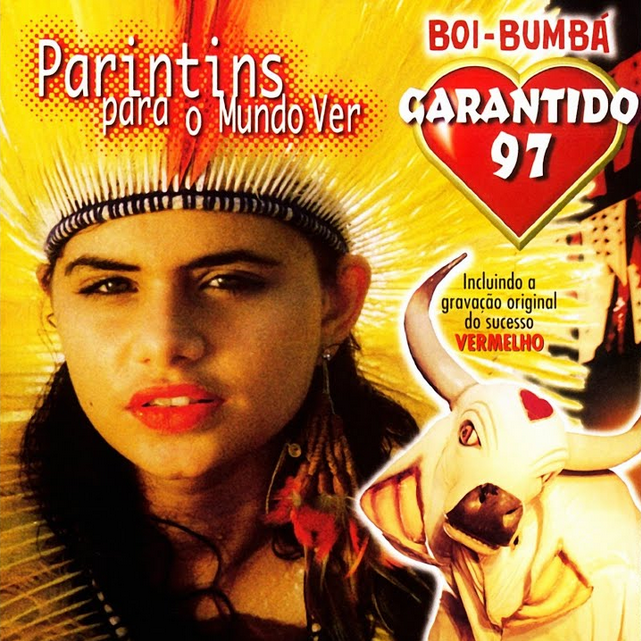 Parintins
para o Mundo Ver
BOI-BUMBÁ
GARANTIDO
97
Incluindo a
gravação original
do sucesso
VERMELHO